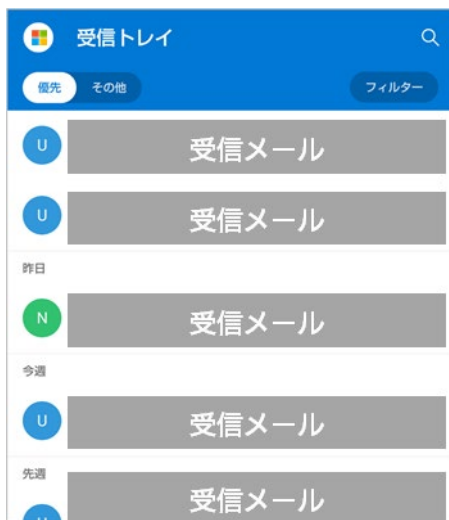 受信トレイ
優先 その他 フィルター
U 受信メール
U 受信メール
昨日
N 受信メール
今週
U 受信メール
先週
U 受信メール